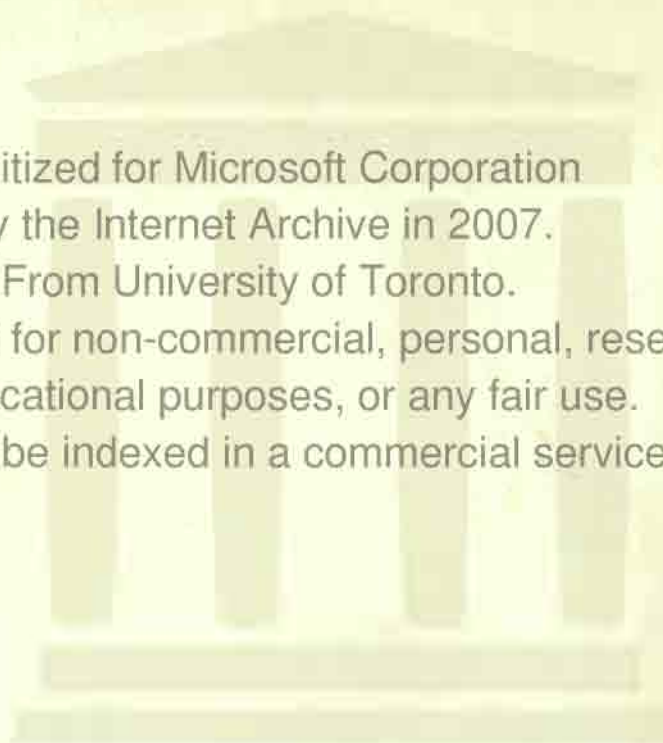 itized for Microsoft Corporation
the Internet Archive in 2007.
From University of Toronto.
for non-commercial, personal, rese
cational purposes, or any fair use.
be indexed in a commercial service